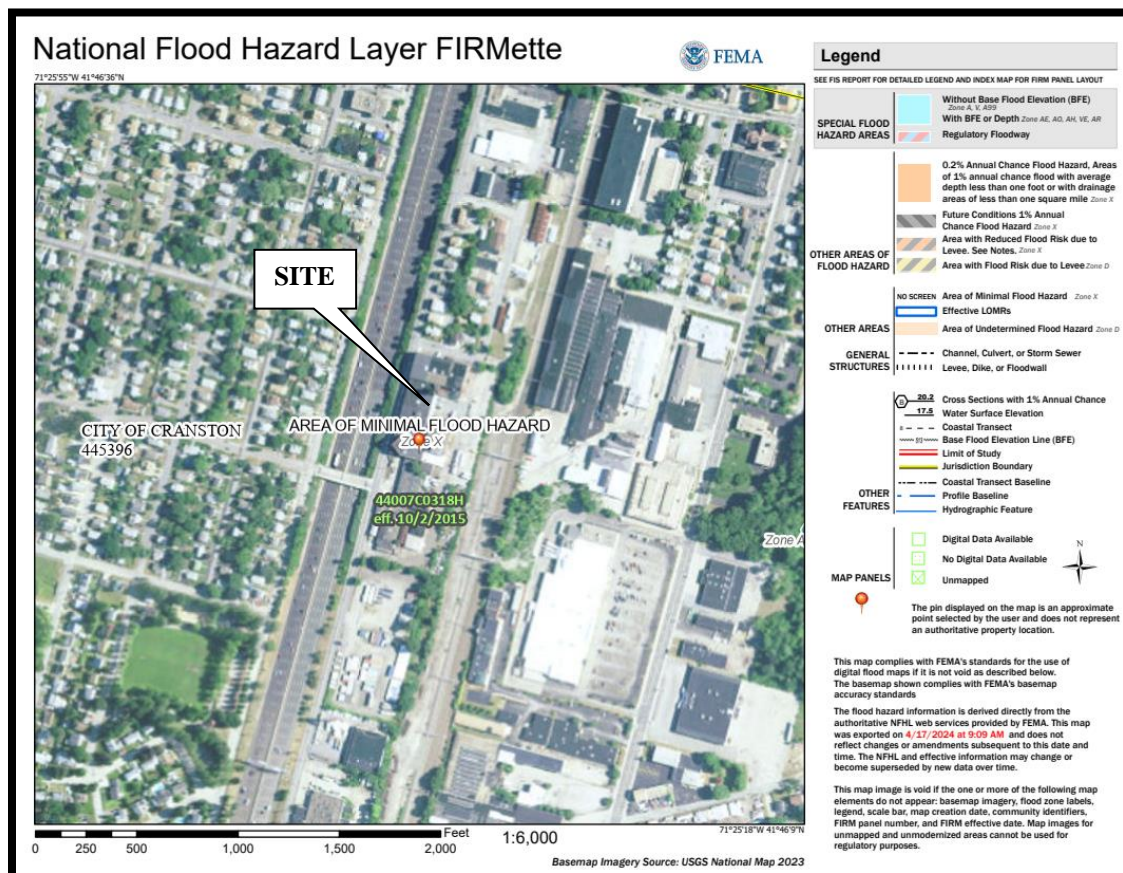 National Flood Hazard Layer FIRMette
FEMA
71°25'55"W 41°46'36"N
SITE
CITY OF CRANSTON
445396
AREA OF MINIMAL FLOOD HAZARD
Zone X
44007C0318H
eff. 10/2/2015
Zone A
71°25'18"W 41°46'9"N
Feet
1:6,000
0 250 500 1,000 1,500 2,000
Basemap Imagery Source: USGS National Map 2023
Legend
SEE FIS REPORT FOR DETAILED LEGEND AND INDEX MAP FOR FIRM PANEL LAYOUT
SPECIAL FLOOD
HAZARD AREAS
Without Base Flood Elevation (BFE)
Zone A, V, A99
With BFE or Depth Zone AE, AO, AH, VE, AR
Regulatory Floodway
0.2% Annual Chance Flood Hazard, Areas
of 1% annual chance flood with average
depth less than one foot or with drainage
areas of less than one square mile Zone X
Future Conditions 1% Annual
Chance Flood Hazard Zone X
Area with Reduced Flood Risk due to
Levee. See Notes. Zone X
OTHER AREAS OF
FLOOD HAZARD
Area with Flood Risk due to Levee Zone D
NO SCREEN Area of Minimal Flood Hazard Zone X
Effective LOMRs
OTHER AREAS
Area of Undetermined Flood Hazard Zone D
GENERAL
STRUCTURES
Channel, Culvert, or Storm Sewer
Levee, Dike, or Floodwall
B 20.2 Cross Sections with 1% Annual Chance
17.5 Water Surface Elevation
8 Coastal Transect
Base Flood Elevation Line (BFE)
Limit of Study
Jurisdiction Boundary
Coastal Transect Baseline
OTHER
FEATURES
Profile Baseline
Hydrographic Feature
Digital Data Available
No Digital Data Available
Unmapped
MAP PANELS
N
The pin displayed on the map is an approximate
point selected by the user and does not represent
an authoritative property location.
This map complies with FEMA's standards for the use of
digital flood maps if it is not void as described below.
The basemap shown complies with FEMA's basemap
accuracy standards
The flood hazard information is derived directly from the
authoritative NFHL web services provided by FEMA. This map
was exported on 4/17/2024 at 9:09 AM and does not
reflect changes or amendments subsequent to this date and
time. The NFHL and effective information may change or
become superseded by new data over time.
This map image is void if the one or more of the following map
elements do not appear: basemap imagery, flood zone labels,
legend, scale bar, map creation date, community identifiers,
FIRM panel number, and FIRM effective date. Map images for
unmapped and unmodernized areas cannot be used for
regulatory purposes.